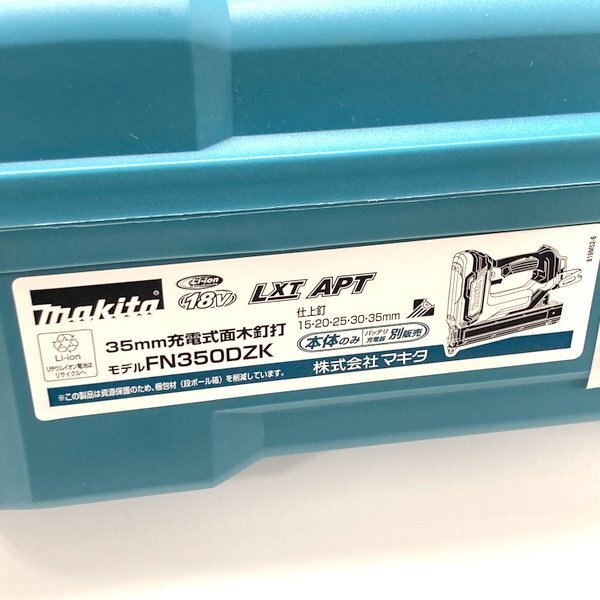 makita
Li-ion
18V
LXT APT
35mm充電式面木釘打
モデルFN350DZK
仕上釘
15・20・25・30・35mm
本体のみ バッテリ 充電器 別販売
株式会社マキタ
Li-ion
リチウムイオン電池は
リサイクルへ
※この製品は資源保護のため、梱包材(段ボール箱)を削減しています。
819M52-6